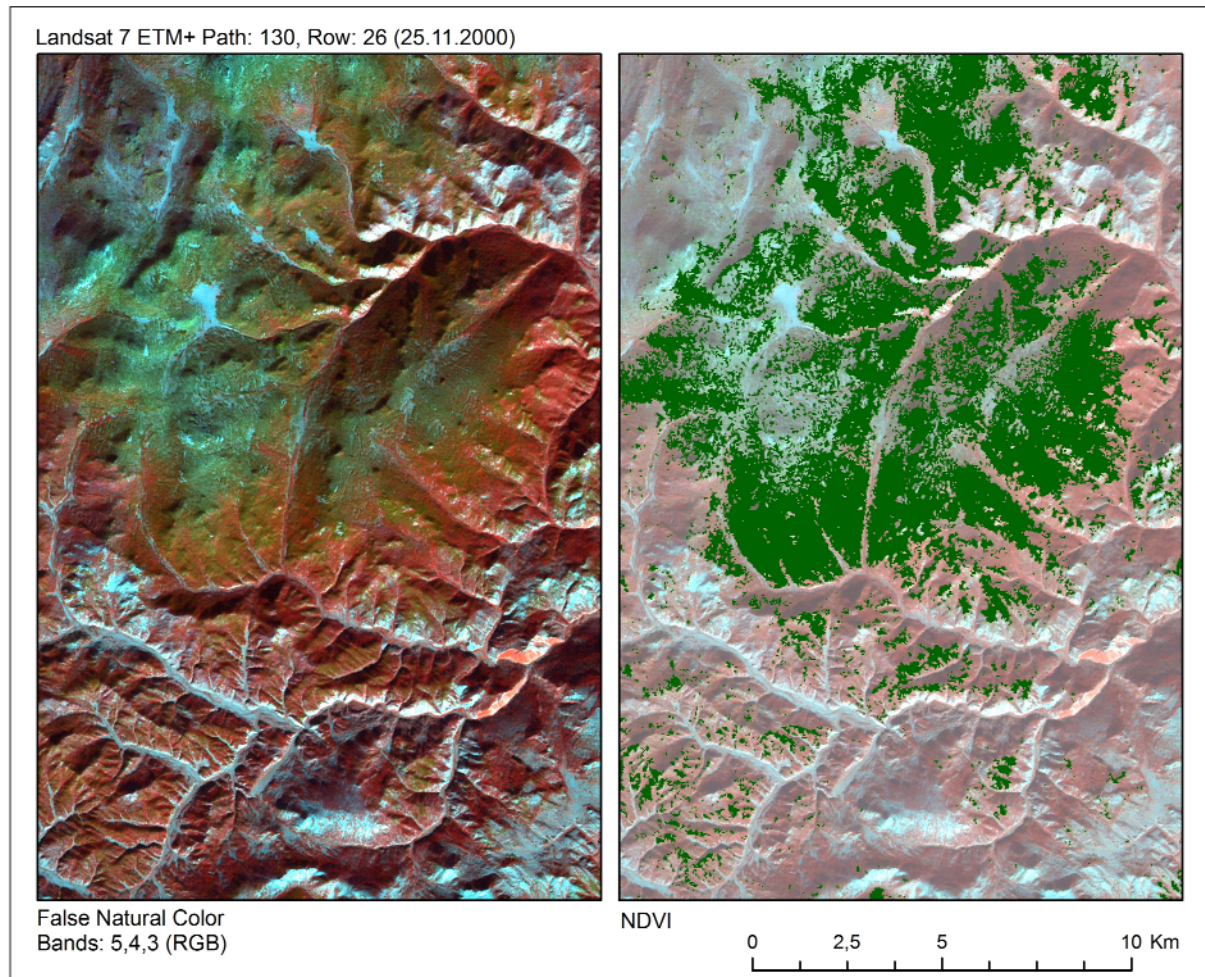 Landsat 7 ETM+ Path: 130, Row: 26 (25.11.2000)
False Natural Color
Bands: 5,4,3 (RGB)
NDVI
0 2,5 5 10 Km